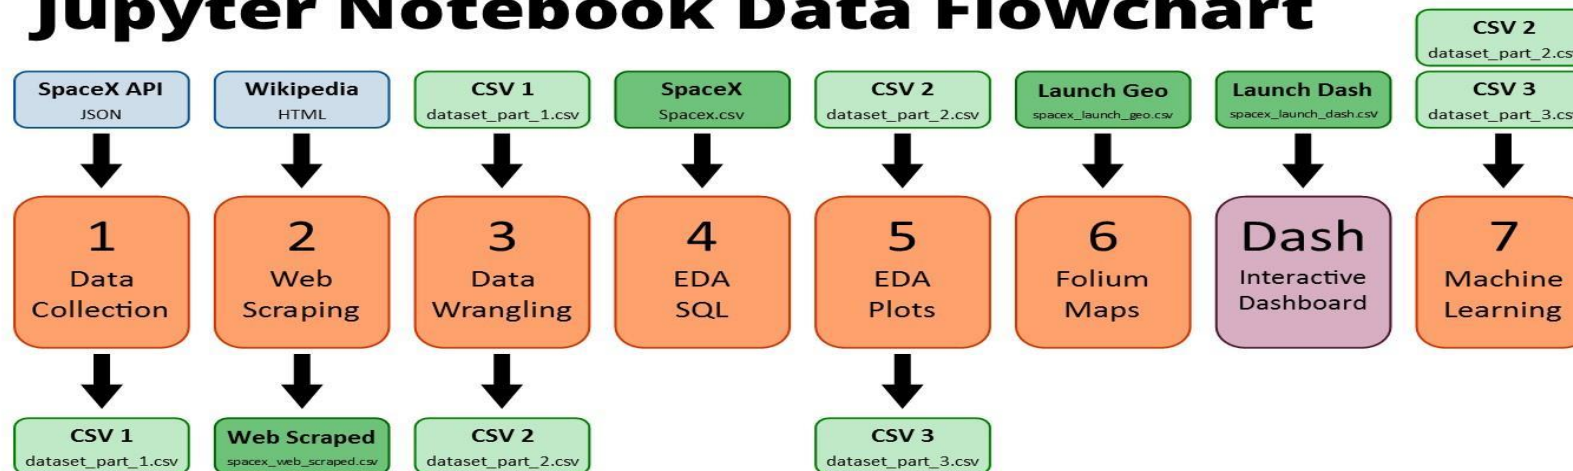 Jupyter Notebook Data Flowchart
SpaceX API
JSON
Wikipedia
HTML
CSV 1
dataset_part_1.csv
SpaceX
Spacex.csv
CSV 2
dataset_part_2.csv
Launch Geo
spacex_launch_geo.csv
Launch Dash
spacex_launch_dash.csv
CSV 2
dataset_part_2.cs
CSV 3
dataset_part_3.cs
1
Data
Collection
2
Web
Scraping
3
Data
Wrangling
4
EDA
SQL
5
EDA
Plots
6
Folium
Maps
Dash
Interactive
Dashboard
7
Machine
Learning
CSV 1
dataset_part_1.csv
Web Scraped
spacex_web_scraped.csv
CSV 2
dataset_part_2.csv
CSV 3
dataset_part_3.csv